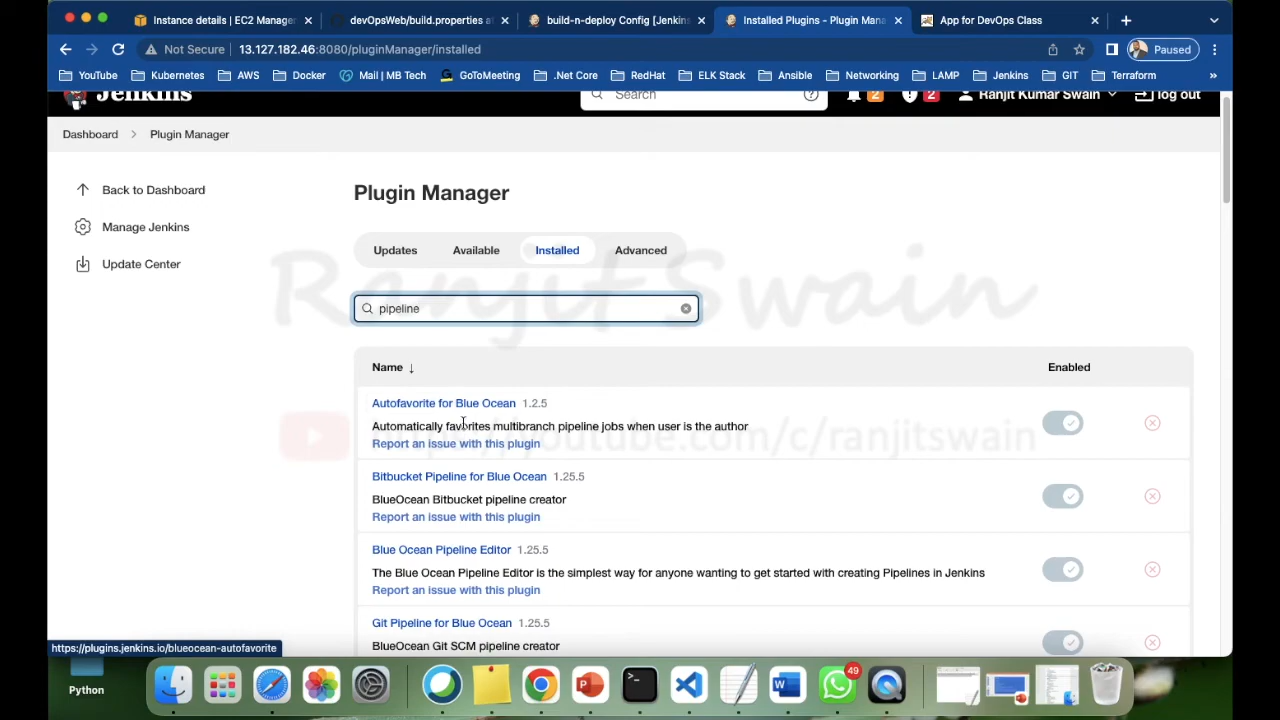 Instance details | EC2 Manager
devOpsWeb/build.properties a
build-n-deploy Config [Jenkins
Installed Plugins - Plugin Mana
App for DevOps Class
Not Secure 13.127.182.46:8080/pluginManager/installed
Paused
YouTube Kubernetes AWS Docker Mail | MB Tech GoToMeeting .Net Core RedHat ELK Stack Ansible Networking LAMP Jenkins GIT Terraform »
Jenkins Search 2 2 Ranjit Kumar Swain log out
Dashboard Plugin Manager
Back to Dashboard
Manage Jenkins
Update Center
Plugin Manager
Updates Available Installed Advanced
Ranjit Swain
pipeline
Name ↓ Enabled
Autofavorite for Blue Ocean 1.2.5
Automatically favorites multibranch pipeline jobs when user is the author
Report an issue with this plugin
Bitbucket Pipeline for Blue Ocean 1.25.5
BlueOcean Bitbucket pipeline creator
Report an issue with this plugin
Blue Ocean Pipeline Editor 1.25.5
The Blue Ocean Pipeline Editor is the simplest way for anyone wanting to get started with creating Pipelines in Jenkins
Report an issue with this plugin
Git Pipeline for Blue Ocean 1.25.5
BlueOcean Git SCM pipeline creator
https://plugins.jenkins.io/blueocean-autofavorite
49
Python